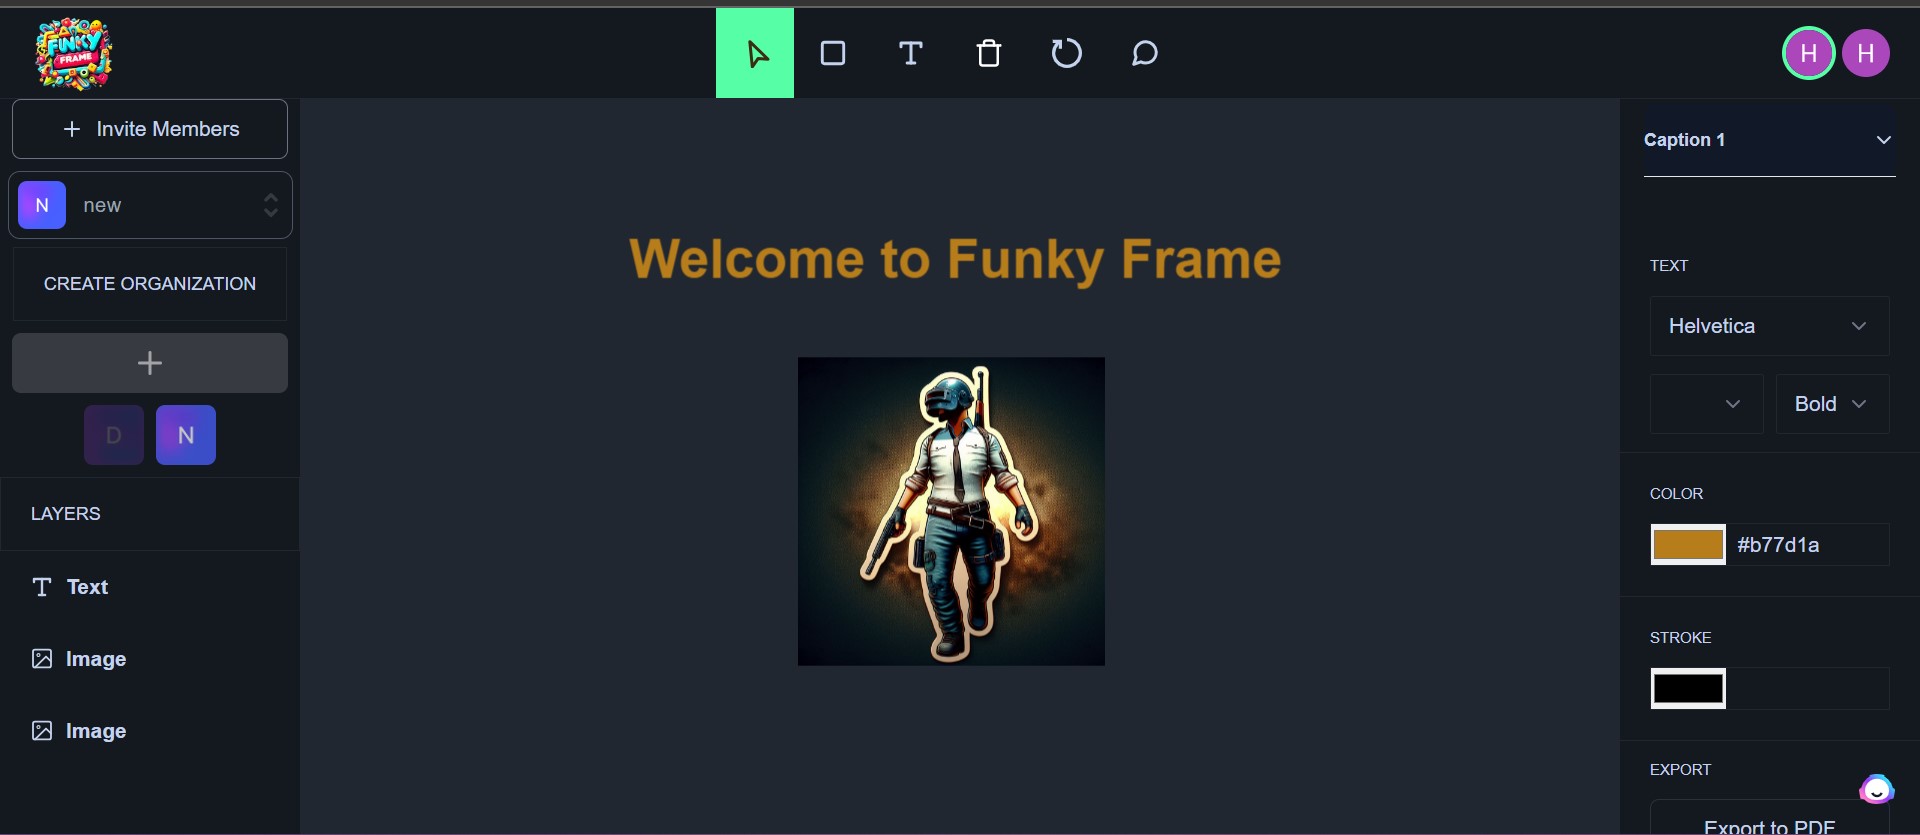 FUNKY
FRAME
H
H
Invite Members
N
new
CREATE ORGANIZATION
D
N
LAYERS
Text
Image
Image
Welcome to Funky Frame
Caption 1
TEXT
Helvetica
Bold
COLOR
#b77d1a
STROKE
EXPORT
Export to PDF